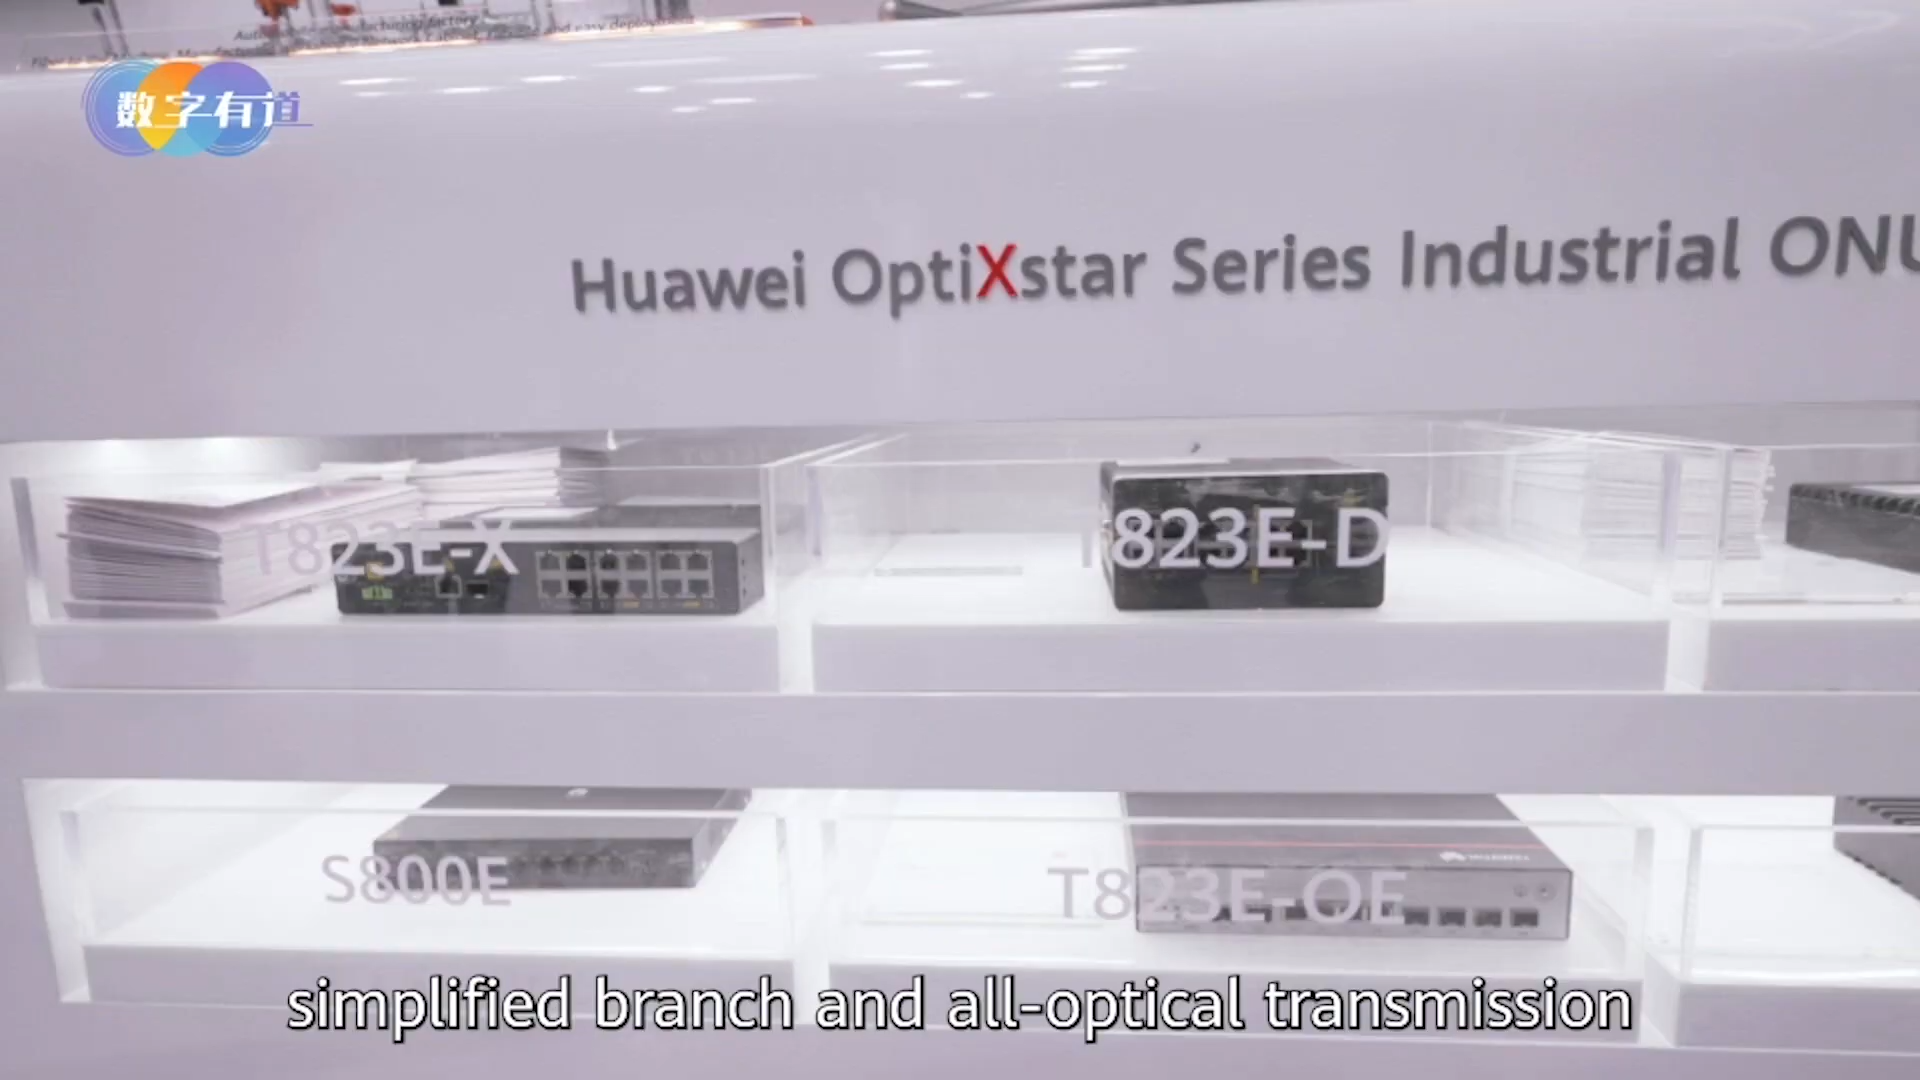 数字有道
Huawei OptiXstar Series Industrial ONU
T823E-X
T823E-D
S800E
T823E-OE
simplified branch and all-optical transmission